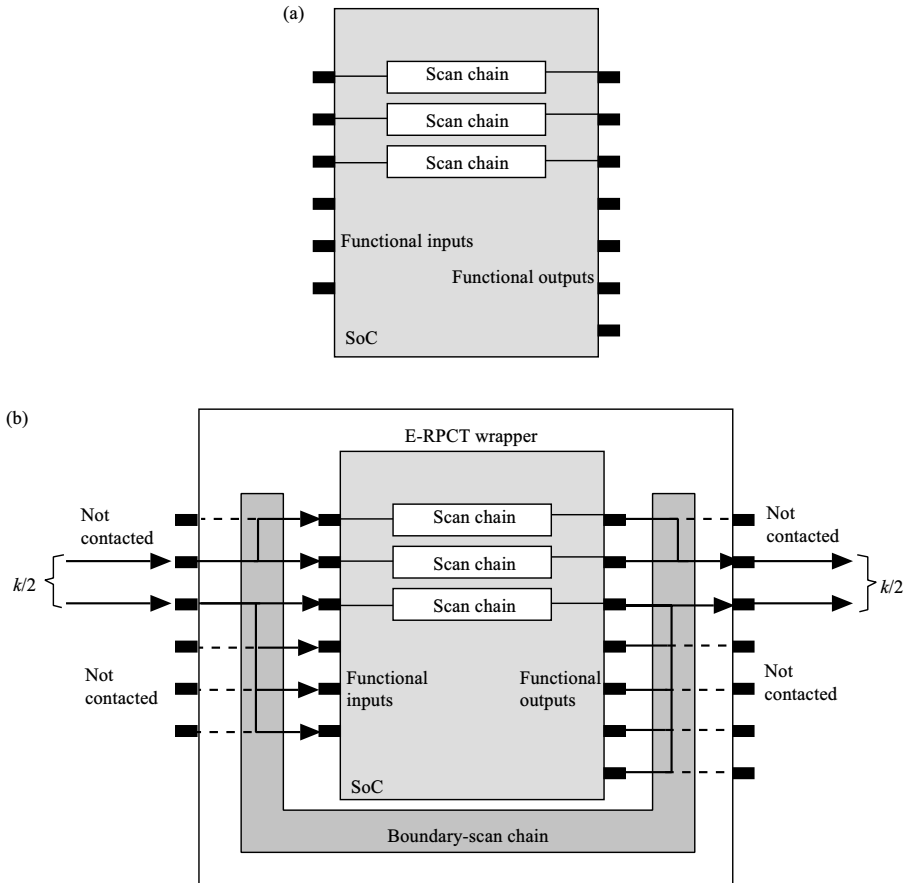 (a)
Scan chain
Scan chain
Scan chain
Functional inputs
Functional outputs
SoC
(b)
E-RPCT wrapper
Not
contacted
Scan chain
Not
contacted
k/2
Scan chain
k/2
Scan chain
Not
contacted
Functional
inputs
Functional
outputs
Not
contacted
SoC
Boundary-scan chain